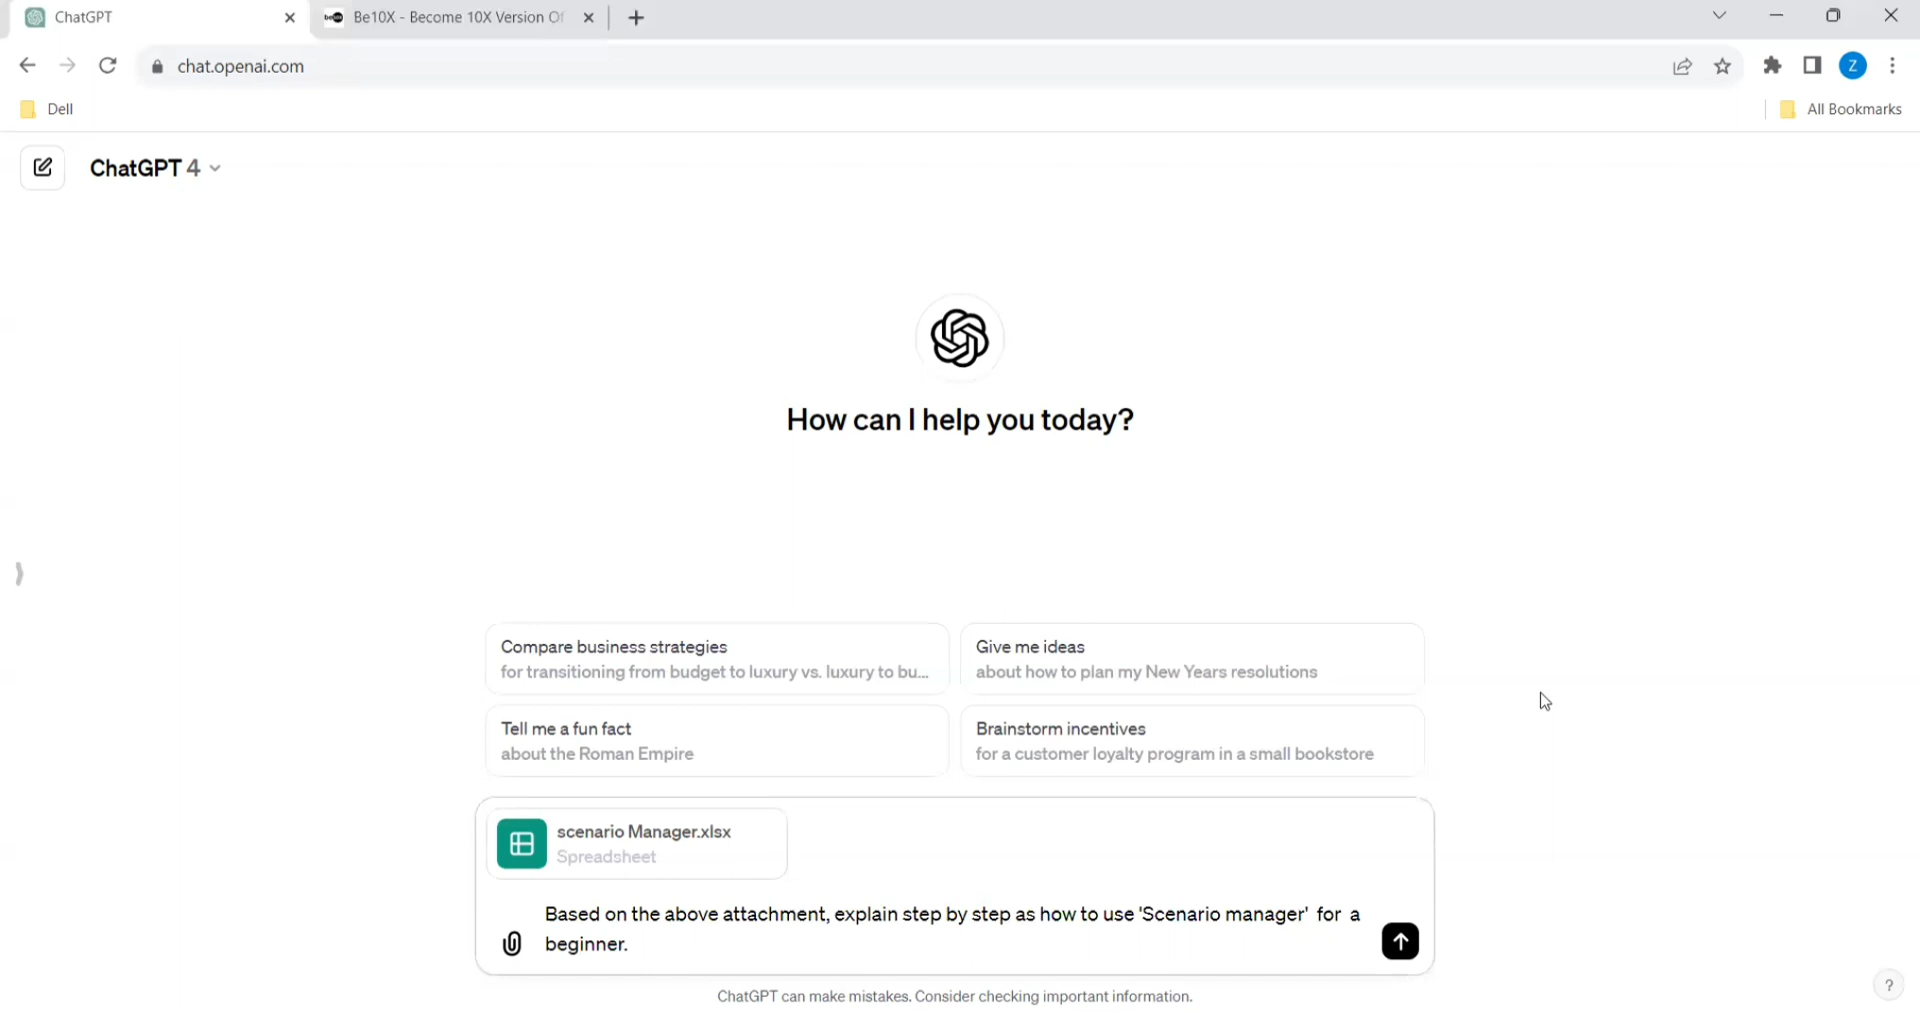 ChatGPT
Be10X - Become 10X Version Of
chat.openai.com
Z
Dell
All Bookmarks
ChatGPT 4
How can I help you today?
Compare business strategies
for transitioning from budget to luxury vs. luxury to bu...
Give me ideas
about how to plan my New Years resolutions
Tell me a fun fact
about the Roman Empire
Brainstorm incentives
for a customer loyalty program in a small bookstore
scenario Manager.xlsx
Spreadsheet
Based on the above attachment, explain step by step as how to use 'Scenario manager' for a
beginner.
ChatGPT can make mistakes. Consider checking important information.
?